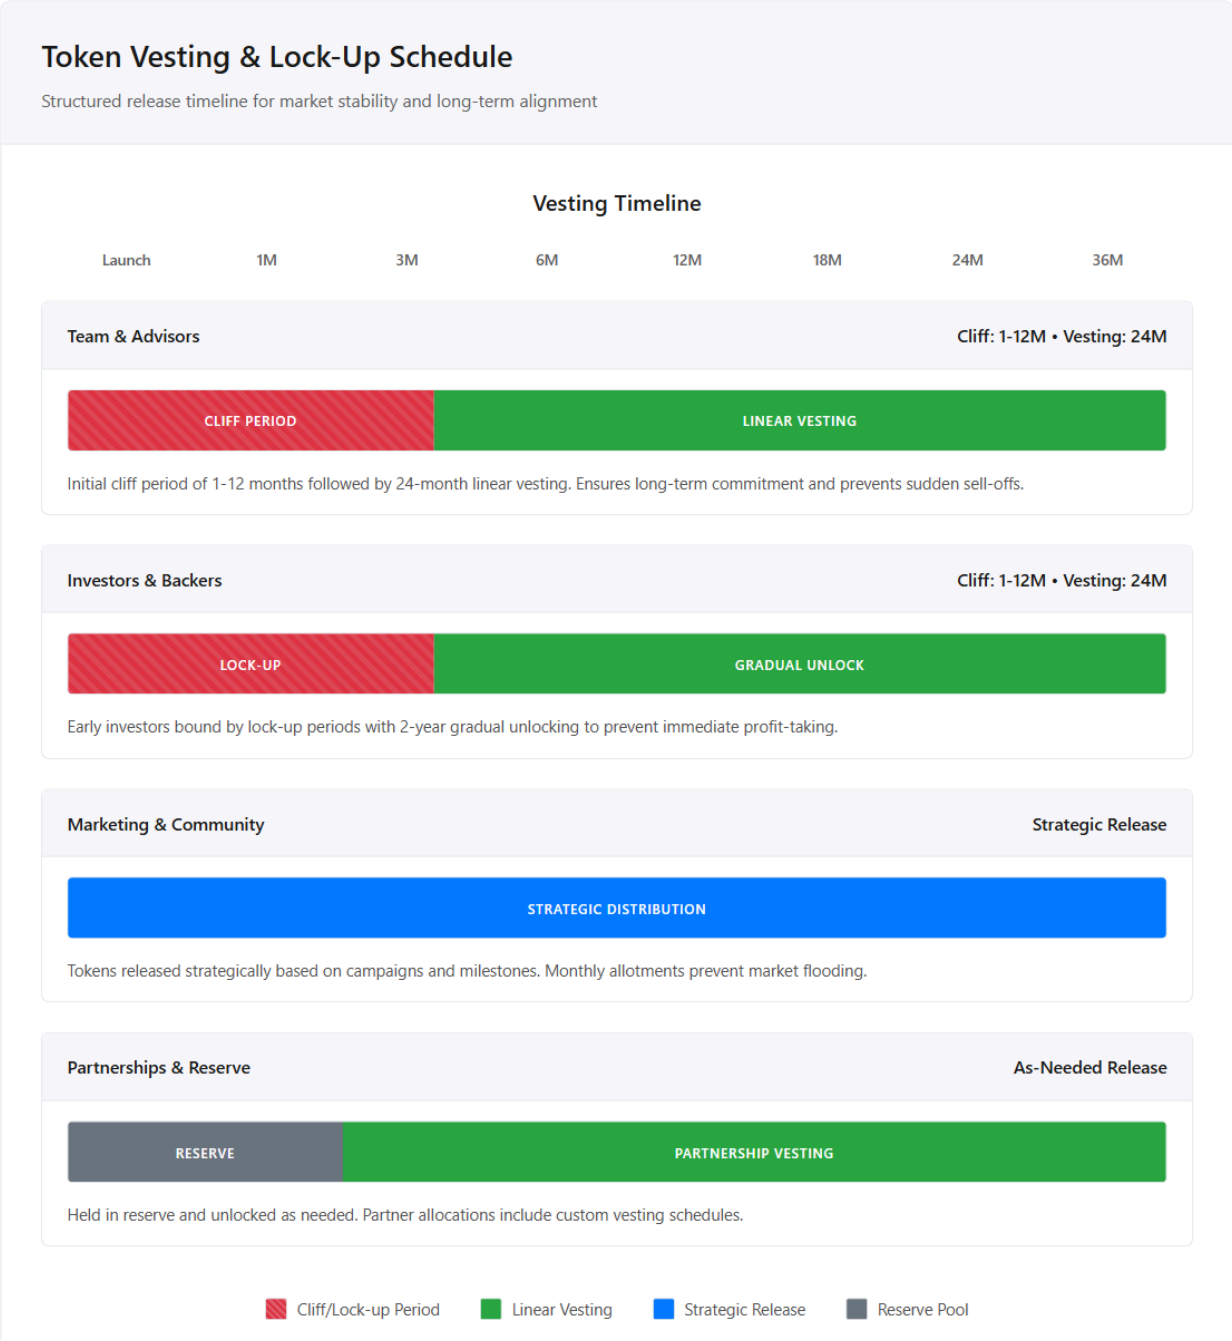 Token Vesting & Lock-Up Schedule
Structured release timeline for market stability and long-term alignment
Vesting Timeline
Launch 1M 3M 6M 12M 18M 24M 36M
Team & Advisors Cliff: 1-12M • Vesting: 24M
CLIFF PERIOD LINEAR VESTING
Initial cliff period of 1-12 months followed by 24-month linear vesting. Ensures long-term commitment and prevents sudden sell-offs.
Investors & Backers Cliff: 1-12M • Vesting: 24M
LOCK-UP GRADUAL UNLOCK
Early investors bound by lock-up periods with 2-year gradual unlocking to prevent immediate profit-taking.
Marketing & Community Strategic Release
STRATEGIC DISTRIBUTION
Tokens released strategically based on campaigns and milestones. Monthly allotments prevent market flooding.
Partnerships & Reserve As-Needed Release
RESERVE PARTNERSHIP VESTING
Held in reserve and unlocked as needed. Partner allocations include custom vesting schedules.
Cliff/Lock-up Period Linear Vesting Strategic Release Reserve Pool